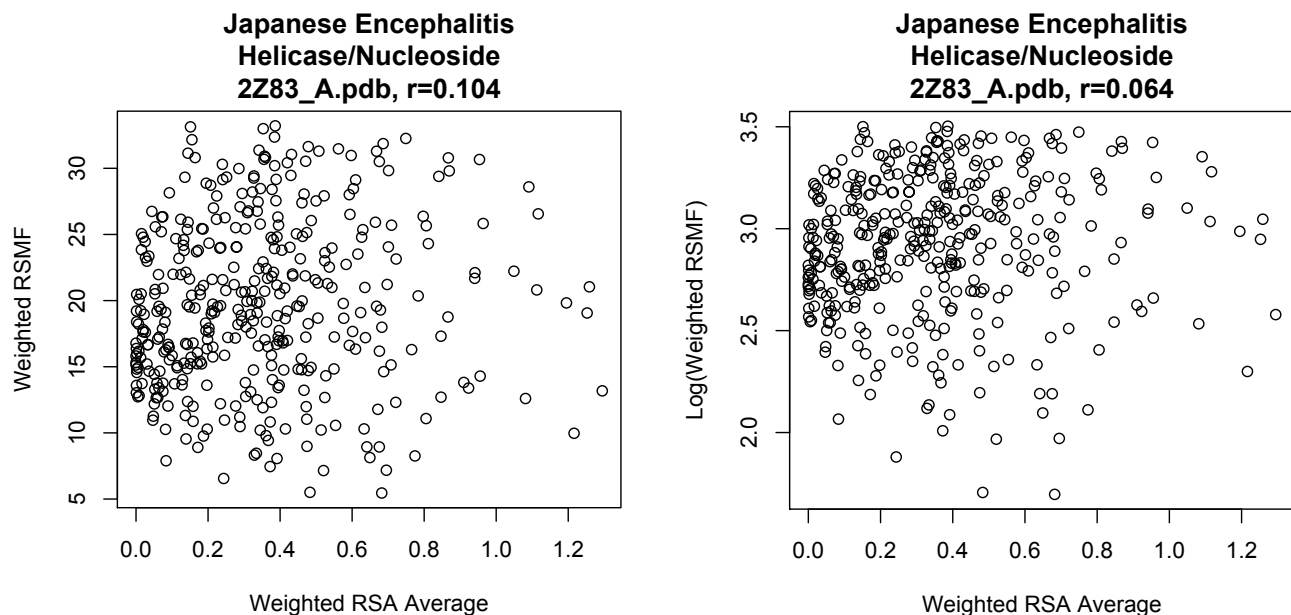 Japanese Encephalitis
Helicase/Nucleoside
2Z83_A.pdb, r=0.104
Weighted RSMF
30
25
20
15
10
5
0.0 0.2 0.4 0.6 0.8 1.0 1.2
Weighted RSA Average
Japanese Encephalitis
Helicase/Nucleoside
2Z83_A.pdb, r=0.064
Log(Weighted RSMF)
3.5
3.0
2.5
2.0
0.0 0.2 0.4 0.6 0.8 1.0 1.2
Weighted RSA Average